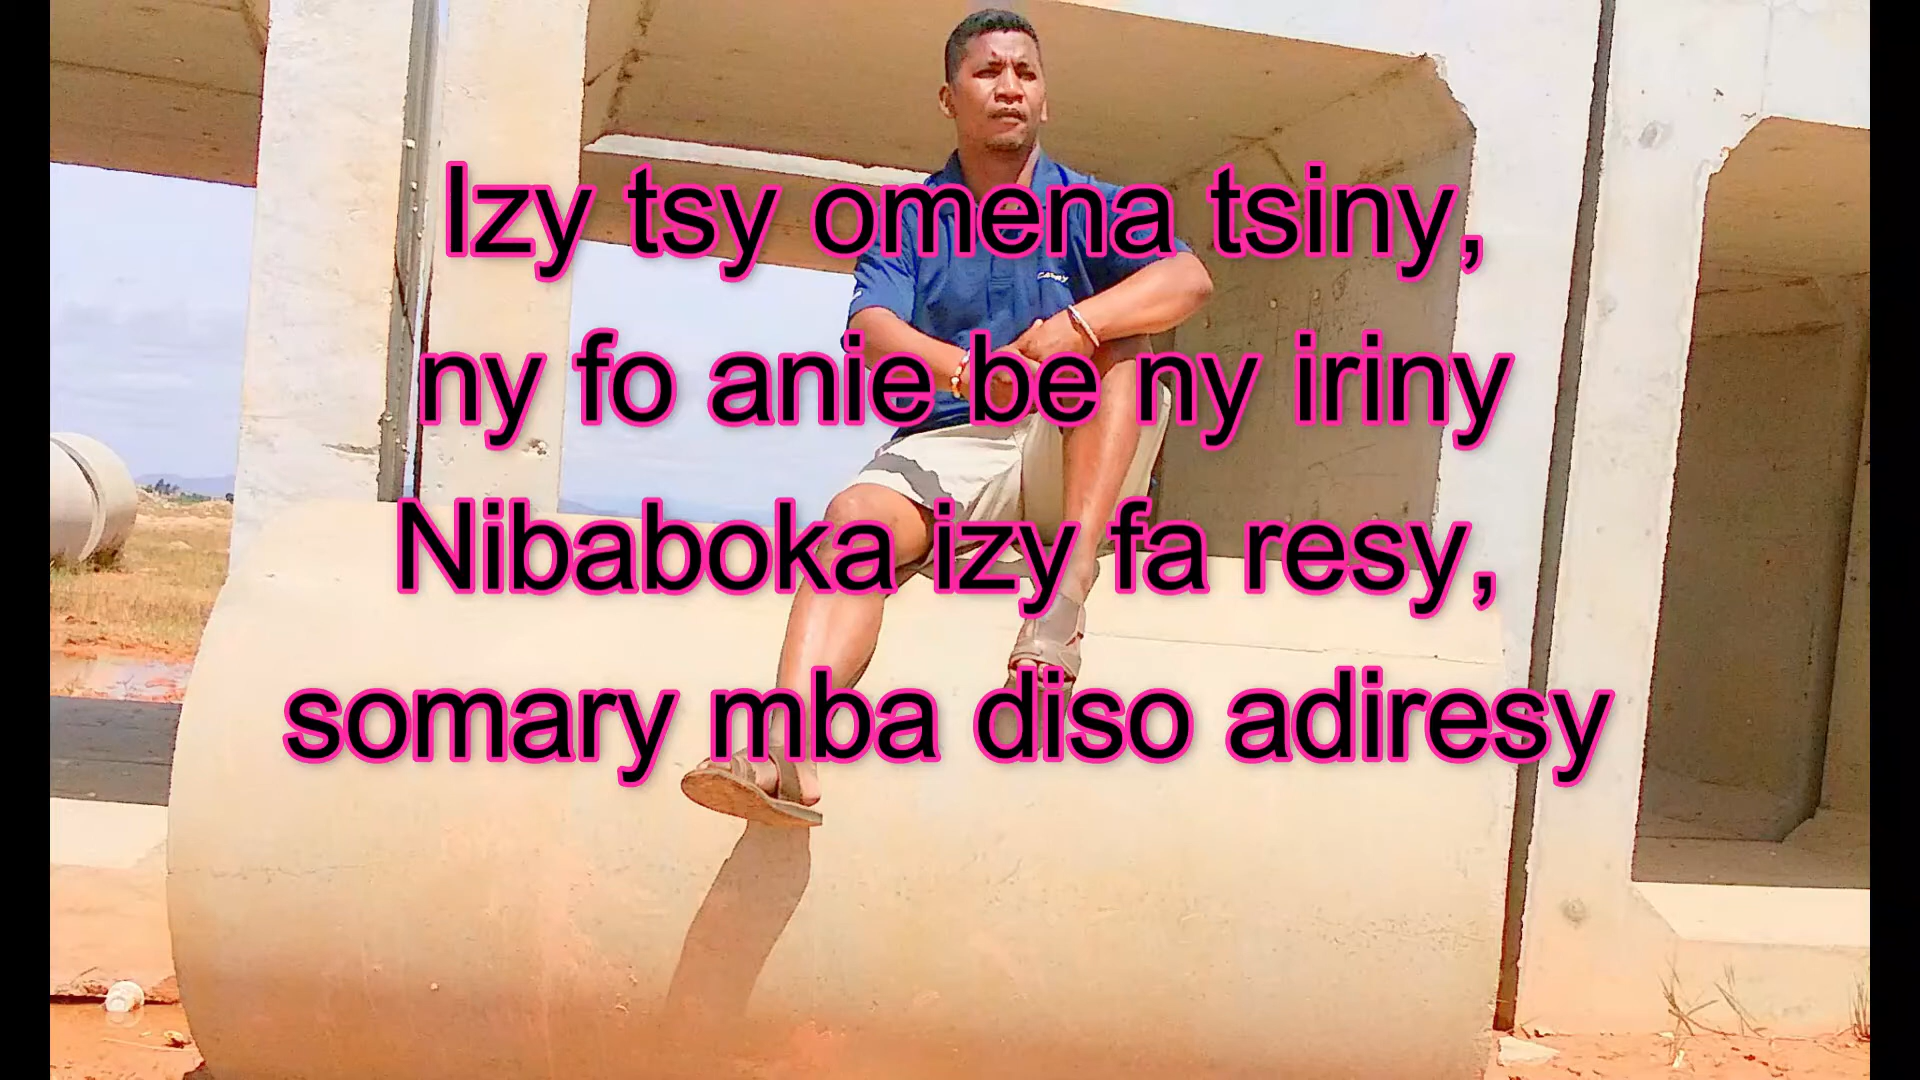 Izy tsy omena tsiny,
ny fo anie be ny iriny
Nibaboka izy fa resy,
somary mba diso adiresy